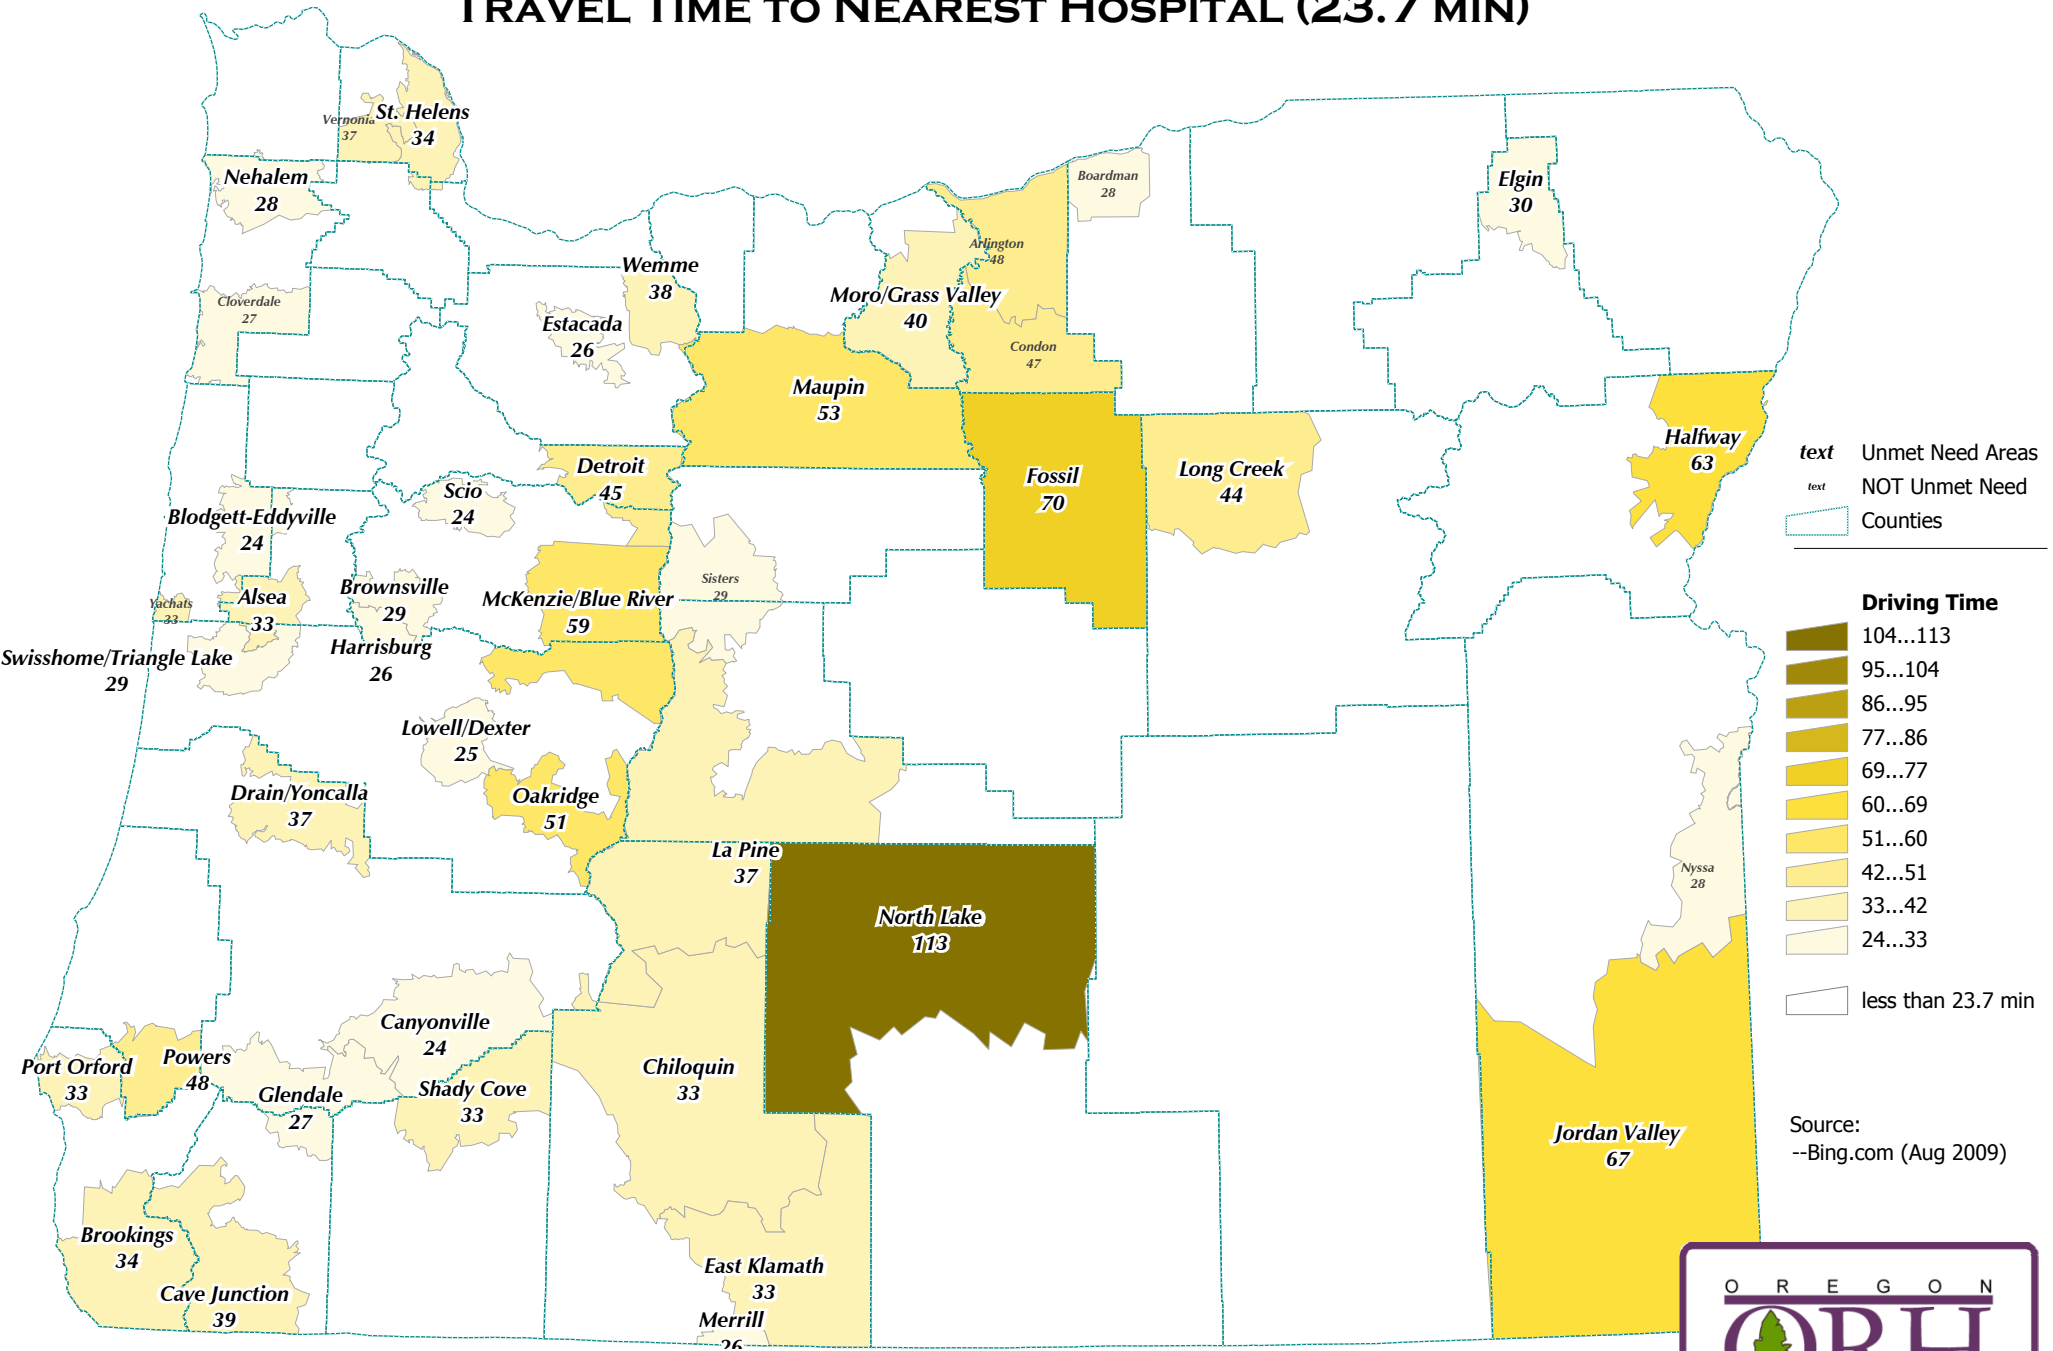 TRAVEL TIME TO NEAREST HOSPITAL (23.7 MIN)
Vernonia
37
St. Helens
34
Nehalem
28
Boardman
28
Elgin
30
Cloverdale
27
Wemme
38
Arlington
48
Moro/Grass Valley
40
Estacada
26
Condon
47
Maupin
53
Halfway
63
Detroit
45
Fossil
70
Long Creek
44
Scio
24
Blodgett-Eddyville
24
Sisters
29
Brownsville
29
McKenzie/Blue River
59
Yachats
33
Alsea
33
Harrisburg
26
Swisshome/Triangle Lake
29
Lowell/Dexter
25
Drain/Yoncalla
37
Oakridge
51
La Pine
37
Nyssa
28
North Lake
113
Canyonville
24
Port Orford
33
Powers
48
Glendale
27
Shady Cove
33
Chiloquin
33
Jordan Valley
67
Brookings
34
Cave Junction
39
East Klamath
33
Merrill
26
text Unmet Need Areas
text NOT Unmet Need
Counties
Driving Time
104...113
95...104
86...95
77...86
69...77
60...69
51...60
42...51
33...42
24...33
less than 23.7 min
Source:
--Bing.com (Aug 2009)
OREGON
ORH